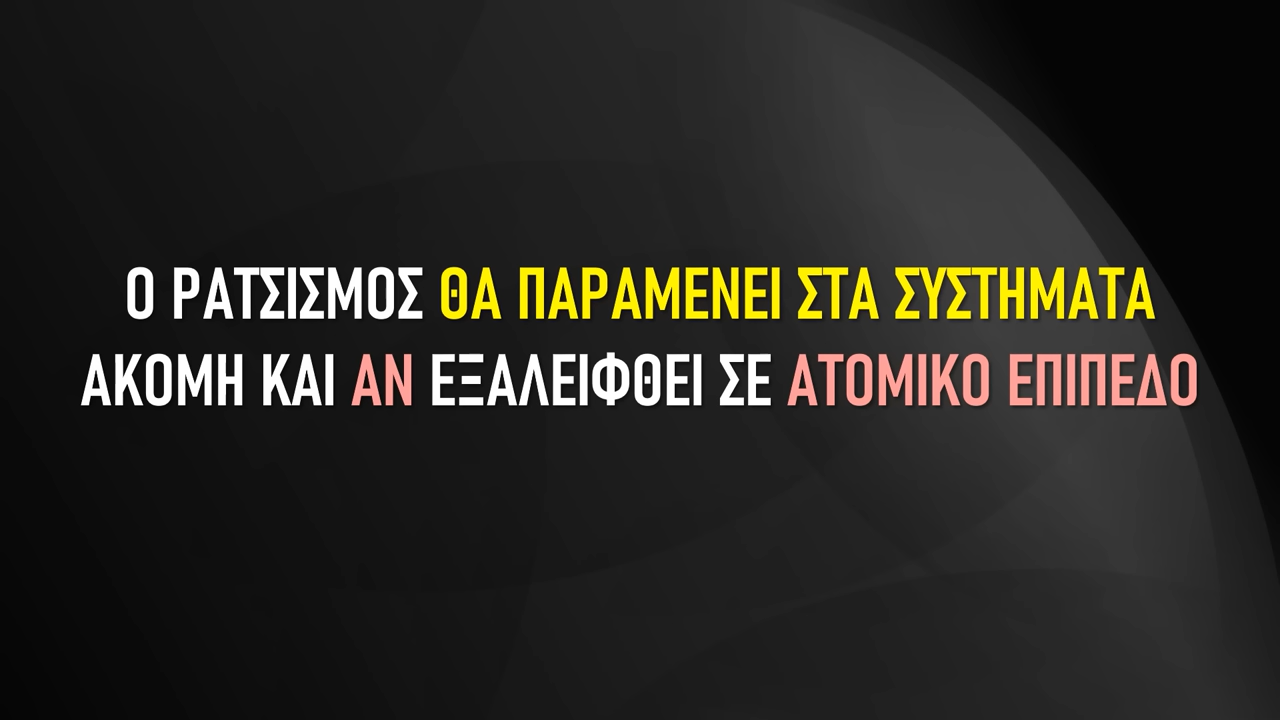 Ο ΡΑΤΣΙΣΜΟΣ ΘΑ ΠΑΡΑΜΕΝΕΙ ΣΤΑ ΣΥΣΤΗΜΑΤΑ
ΑΚΟΜΗ ΚΑΙ ΑΝ ΕΞΑΛΕΙΦΘΕΙ ΣΕ ΑΤΟΜΙΚΟ ΕΠΙΠΕΔΟ